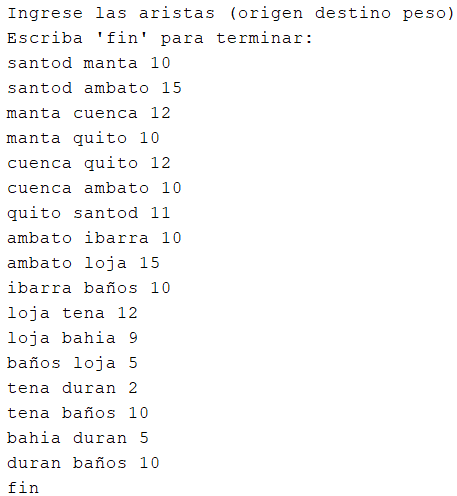 Ingrese las aristas (origen destino peso)
Escriba 'fin' para terminar:
santod manta 10
santod ambato 15
manta cuenca 12
manta quito 10
cuenca quito 12
cuenca ambato 10
quito santod 11
ambato ibarra 10
ambato loja 15
ibarra baños 10
loja tena 12
loja bahia 9
baños loja 5
tena duran 2
tena baños 10
bahia duran 5
duran baños 10
fin